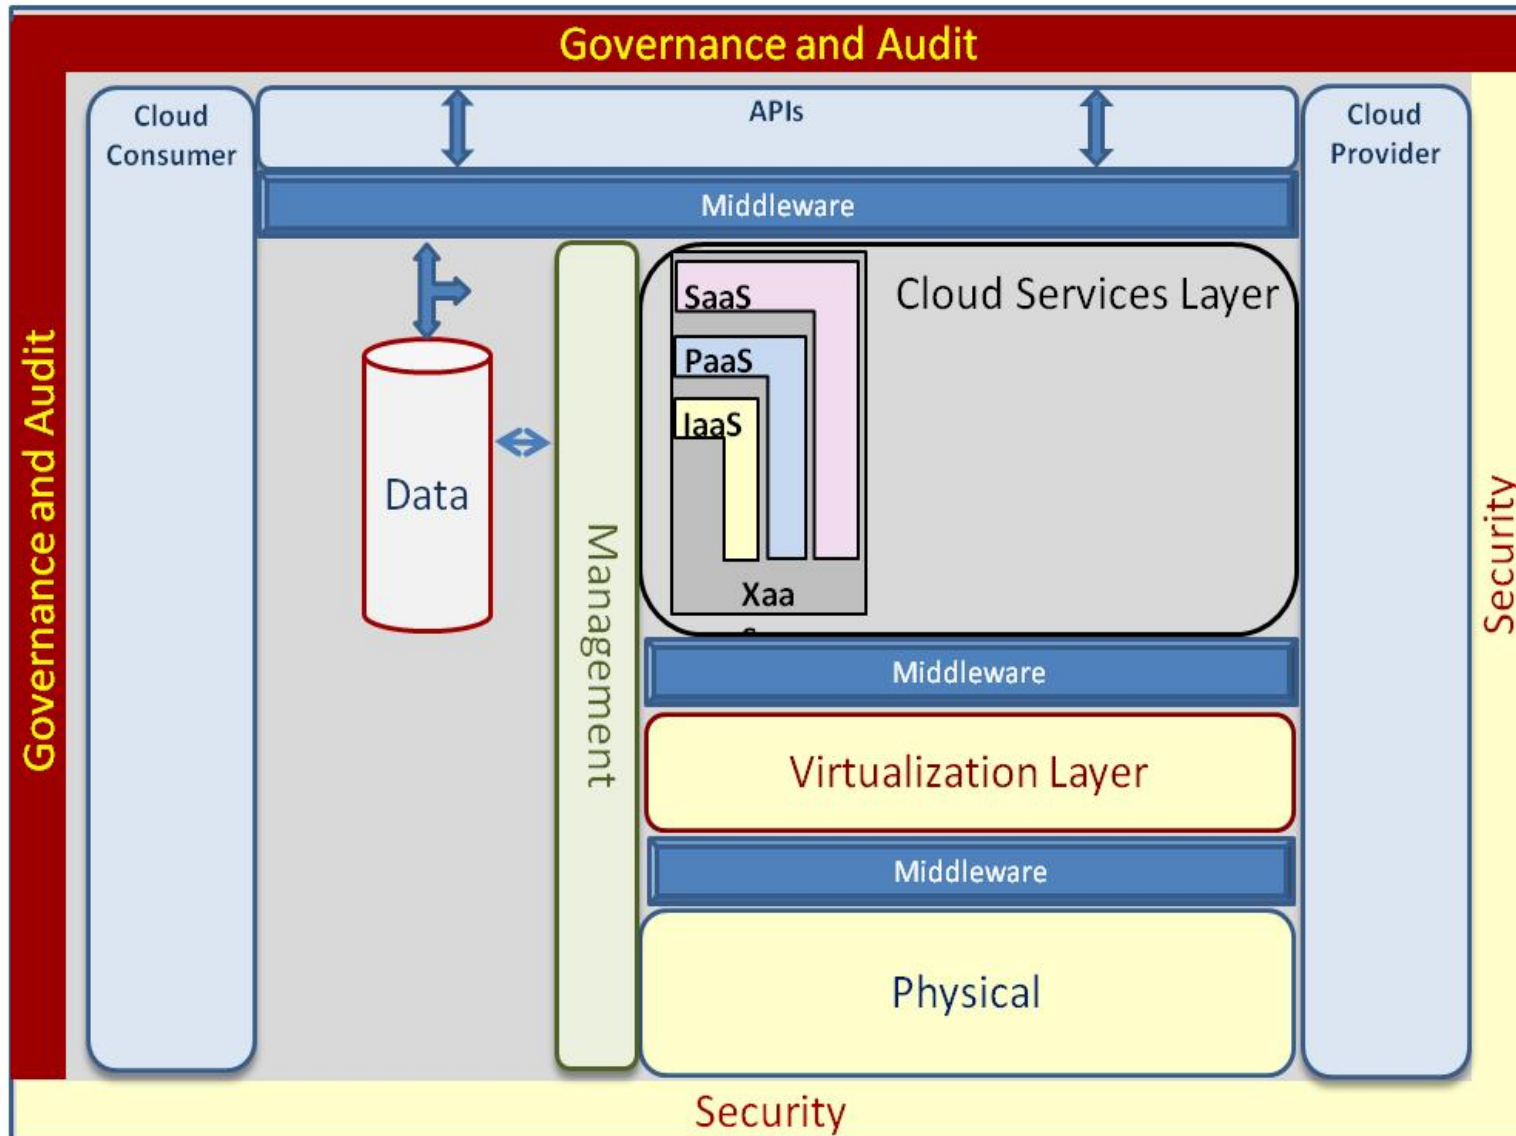 Governance and Audit
Governance and Audit
Cloud
Consumer
APIs
Cloud
Provider
Middleware
Cloud Services Layer
SaaS
PaaS
IaaS
Xaa
Data
Management
Security
Middleware
Virtualization Layer
Middleware
Physical
Security